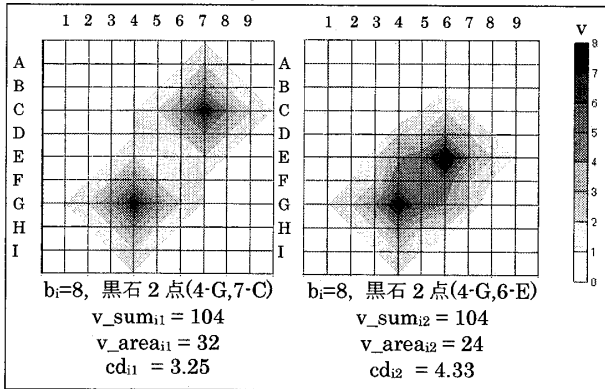 1 2 3 4 5 6 7 8 9
1 2 3 4 5 6 7 8 9
v
A
B
C
D
E
F
G
H
I
A
B
C
D
E
F
G
H
I
8
7
6
5
4
3
2
1
0
bi=8, 黒石 2 点(4-G,7-C)
v_sumi1 = 104
v_areai1 = 32
cdi1 = 3.25
bi=8, 黒石 2 点(4-G,6-E)
v_sumi2 = 104
v_areai2 = 24
cdi2 = 4.33